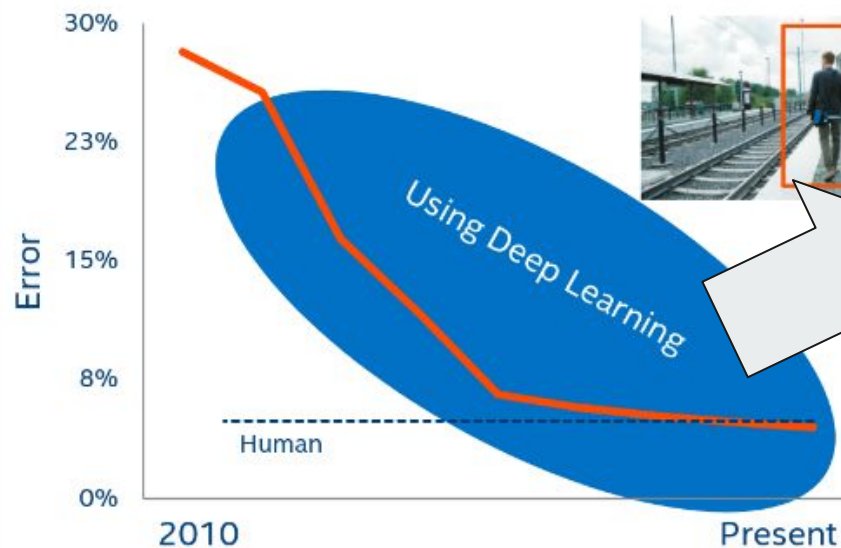 30%
23%
15%
8%
0%
Error
Using Deep Learning
Human
2010
Present